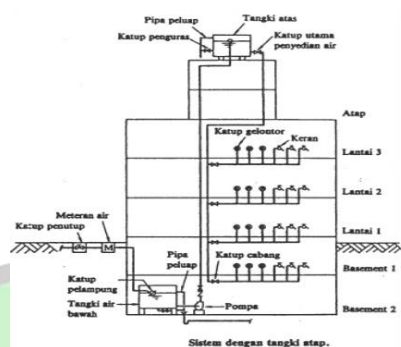 Pipa peluap
Tangki atas
Katup penguras
Katup utama
penyedian air
Atap
Katup gelontor
Keran
Lantai 3
Lantai 2
Meteran air
Katup penutup
Lantai 1
Pipa
peluap
Katup cabang
Katup
pelampung
Basement 1
Tangki air
bawah
Pompa
Basement 2
Sistem dengan tangki atap.